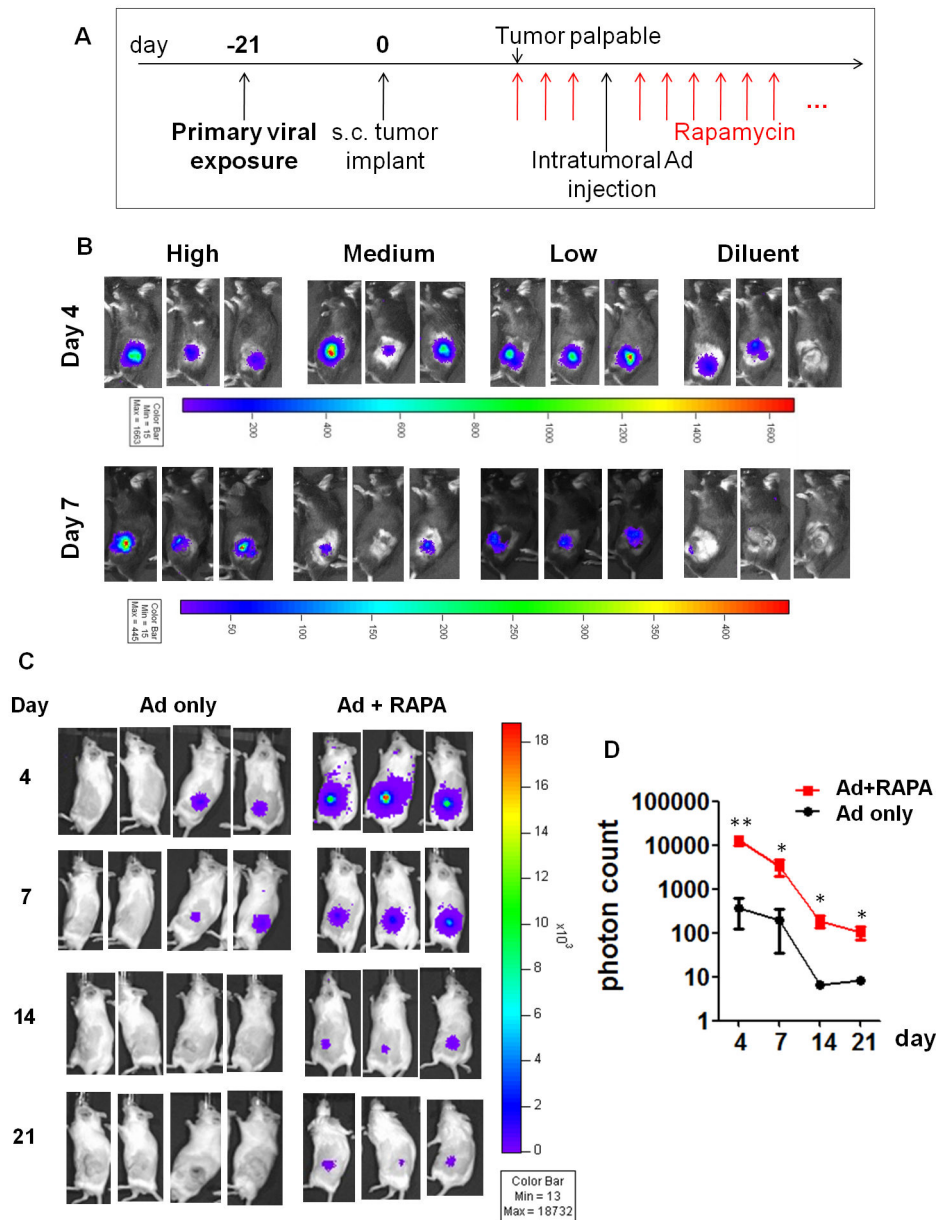 A
day
-21
0
Tumor palpable
Primary viral
exposure
s.c. tumor
implant
Intratumoral Ad
injection
Rapamycin
...
B
High
Medium
Low
Diluent
Day 4
Color Bar
Min = 15
Max = 1663
200
400
600
800
1000
1200
1400
1600
Day 7
Color Bar
Min = 15
Max = 445
50
100
150
200
250
300
350
400
C
Day
Ad only
Ad + RAPA
4
7
14
21
18
16
14
12
10
8
6
4
2
0
x10³
Color Bar
Min = 13
Max = 18732
D
Ad+RAPA
Ad only
photon count
100000
10000
1000
100
10
1
**
*
*
*
4
7
14
21
day